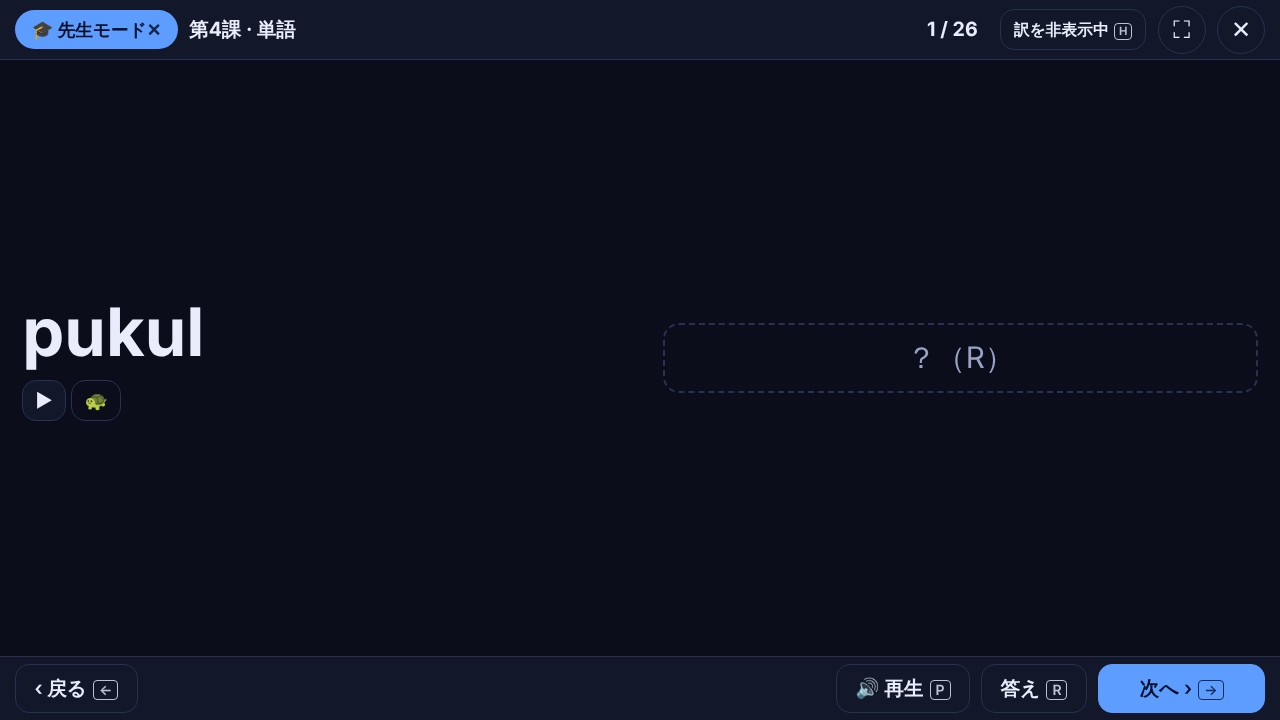 🎓 先生モード✕ 第4課 · 単語 1 / 26 訳を非表示中 H ✕
pukul
▶ 🐢
？（R）
‹ 戻る ← 🔊 再生 P 答え R 次へ › →